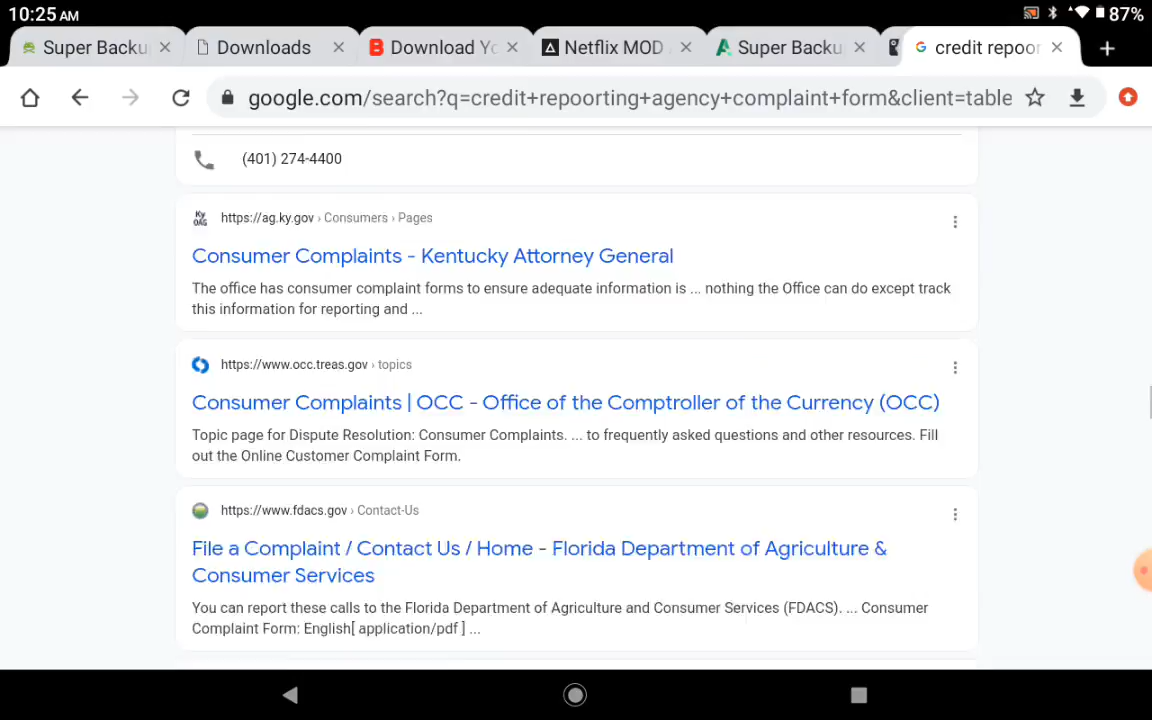 10:25 AM
87%
Super Backu
Downloads
Download Yo
Netflix MOD
Super Backu
credit repoor
google.com/search?q=credit+repoorting+agency+complaint+form&client=table
(401) 274-4400
Ky OAG
https://ag.ky.gov › Consumers › Pages
Consumer Complaints - Kentucky Attorney General
The office has consumer complaint forms to ensure adequate information is ... nothing the Office can do except track
this information for reporting and ...
https://www.occ.treas.gov › topics
Consumer Complaints | OCC - Office of the Comptroller of the Currency (OCC)
Topic page for Dispute Resolution: Consumer Complaints. ... to frequently asked questions and other resources. Fill
out the Online Customer Complaint Form.
https://www.fdacs.gov › Contact-Us
File a Complaint / Contact Us / Home - Florida Department of Agriculture &
Consumer Services
You can report these calls to the Florida Department of Agriculture and Consumer Services (FDACS). ... Consumer
Complaint Form: English[ application/pdf ] ...